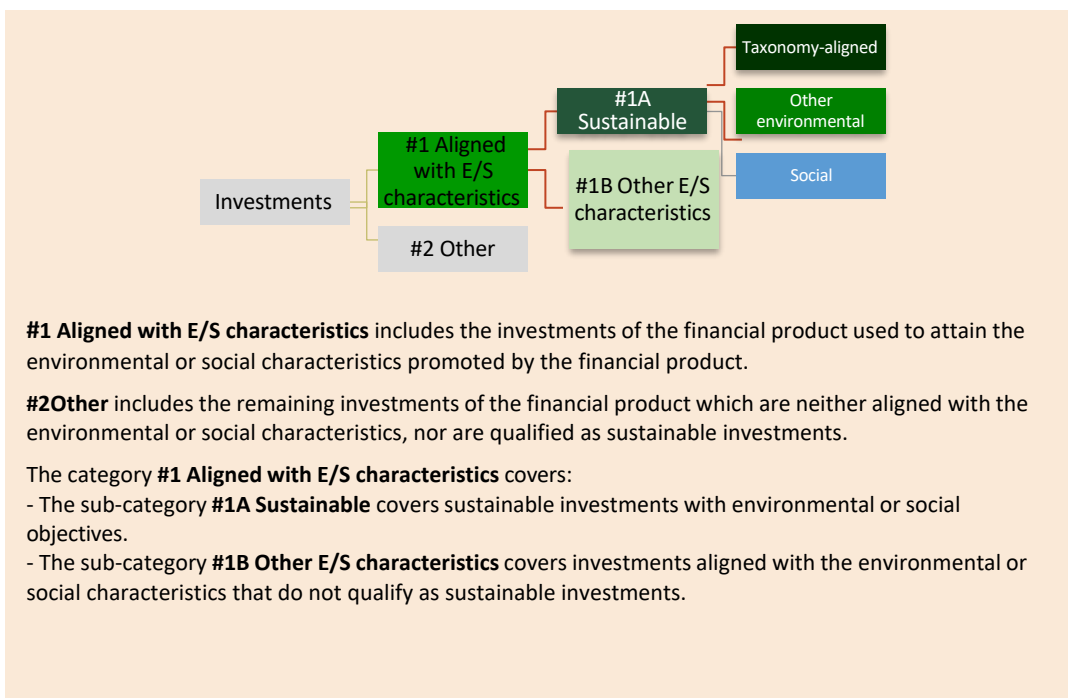 Taxonomy-aligned
#1A
Sustainable
Other
environmental
#1 Aligned
with E/S
characteristics
#1B Other E/S
characteristics
Social
Investments
#2 Other
#1 Aligned with E/S characteristics includes the investments of the financial product used to attain the
environmental or social characteristics promoted by the financial product.
#2Other includes the remaining investments of the financial product which are neither aligned with the
environmental or social characteristics, nor are qualified as sustainable investments.
The category #1 Aligned with E/S characteristics covers:
- The sub-category #1A Sustainable covers sustainable investments with environmental or social
objectives.
- The sub-category #1B Other E/S characteristics covers investments aligned with the environmental or
social characteristics that do not qualify as sustainable investments.